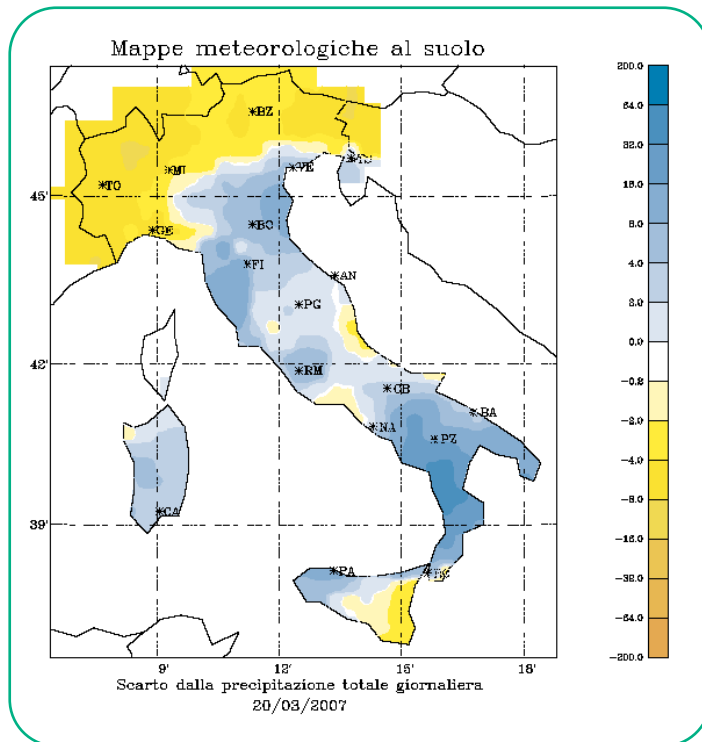 Mappe meteorologiche al suolo
200.0
64.0
32.0
16.0
8.0
4.0
2.0
0.0
-0.8
-2.0
-4.0
-8.0
-16.0
-32.0
-64.0
-200.0
*BZ
*MI
*VE
*TS
*TO
45'
*GE
*BO
*FI
*AN
*PG
42'
*RM
*CB
*BA
*NA
*PZ
*CA
39'
*PA
*RC
9'
12'
15'
18'
Scarto dalla precipitazione totale giornaliera
20/03/2007